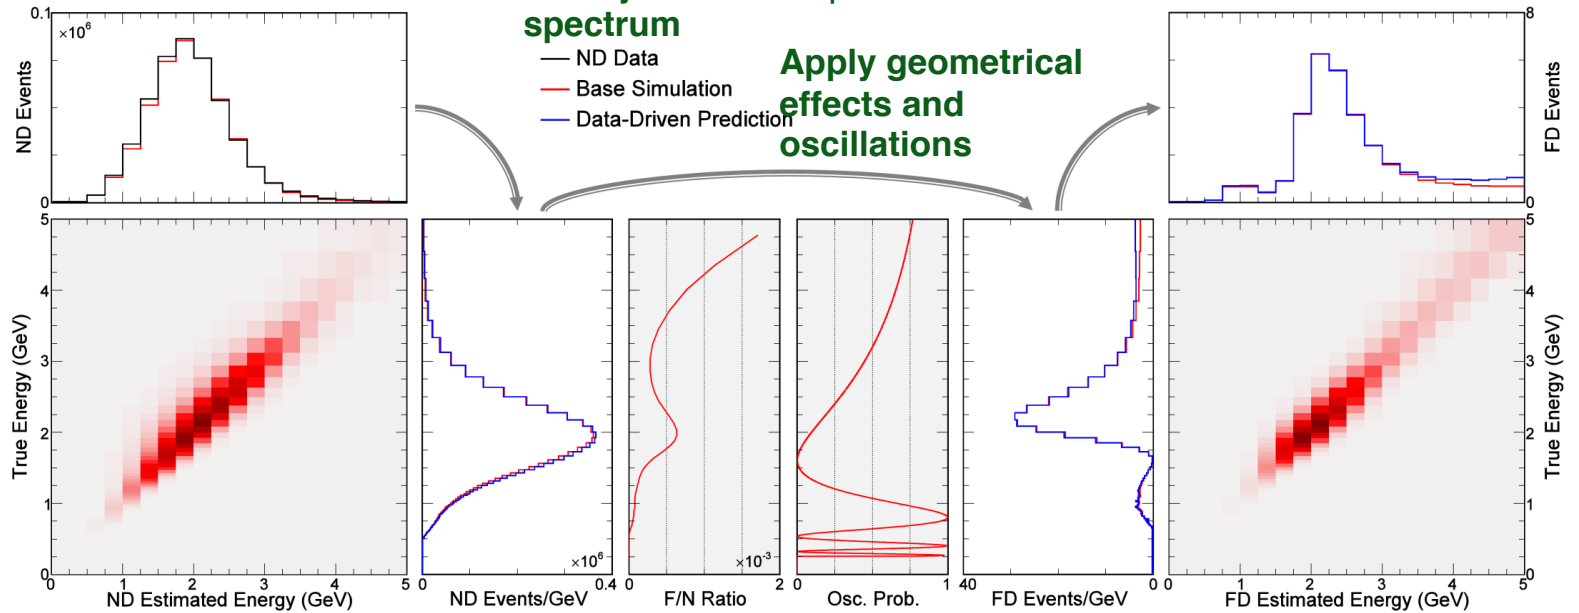 spectrum
ND Data
Base Simulation
Data-Driven Prediction
Apply geometrical
effects and
oscillations
0.1
×10⁶
0
ND Events
8
0
FD Events
5
4
3
2
1
0
True Energy (GeV)
0 1 2 3 4 5
ND Estimated Energy (GeV)
×10⁶
0 0.4
ND Events/GeV
×10⁻³
0 1 2
F/N Ratio
0 1
Osc. Prob.
40 0
FD Events/GeV
5
4
3
2
1
0
True Energy (GeV)
0 1 2 3 4 5
FD Estimated Energy (GeV)